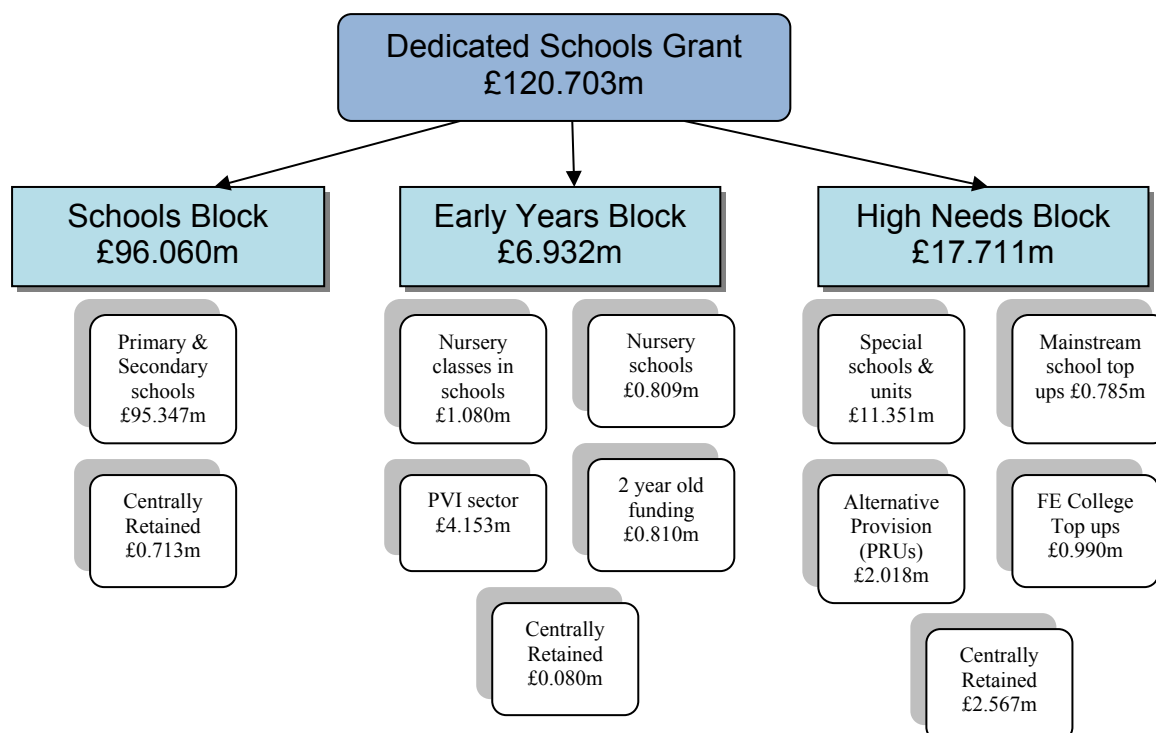 Dedicated Schools Grant
£120.703m
Schools Block
£96.060m
Early Years Block
£6.932m
High Needs Block
£17.711m
Primary &
Secondary
schools
£95.347m
Centrally
Retained
£0.713m
Nursery
classes in
schools
£1.080m
Nursery
schools
£0.809m
PVI sector
£4.153m
2 year old
funding
£0.810m
Centrally
Retained
£0.080m
Special
schools &
units
£11.351m
Mainstream
school top
ups £0.785m
Alternative
Provision
(PRUs)
£2.018m
FE College
Top ups
£0.990m
Centrally
Retained
£2.567m